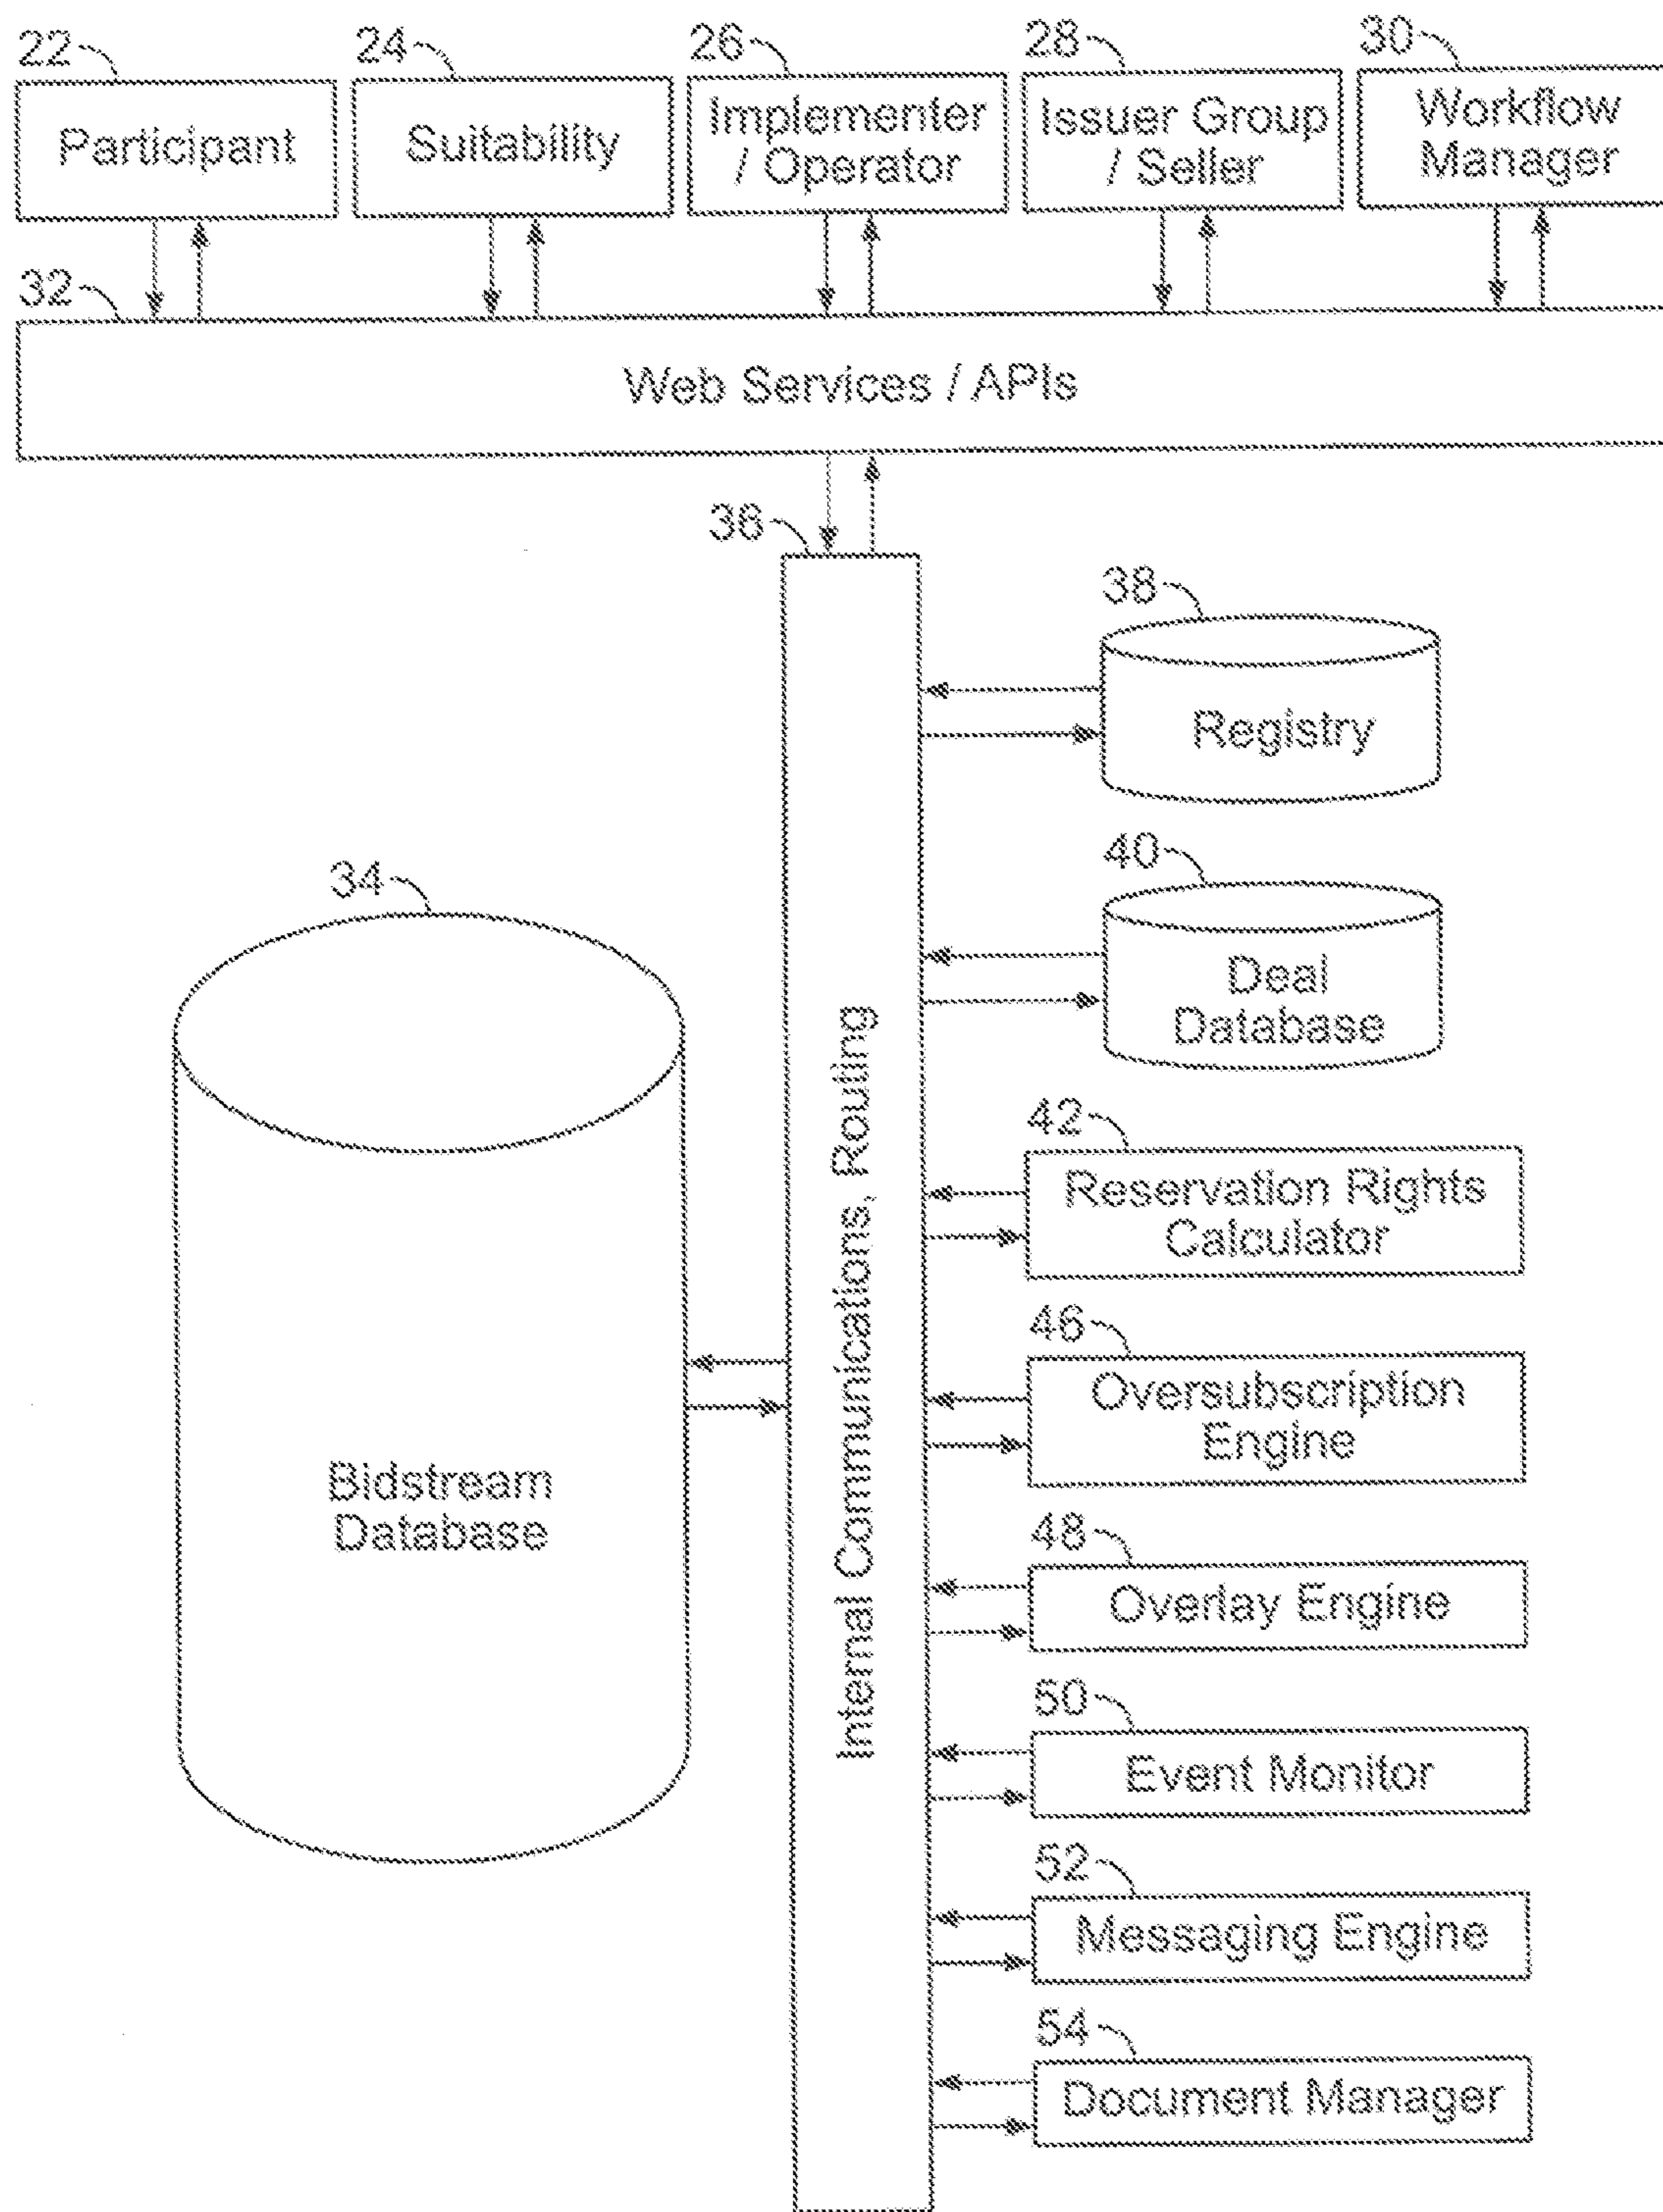 22
24
26
28
30
Participant
Suitability
Implementer
/ Operator
Issuer Group
/ Seller
Workflow
Manager
32
Web Services / APIs
36
38
Registry
40
Deal
Database
34
Bidstream
Database
Internal Communications, Routing
42
Reservation Rights
Calculator
46
Oversubscription
Engine
48
Overlay Engine
50
Event Monitor
52
Messaging Engine
54
Document Manager